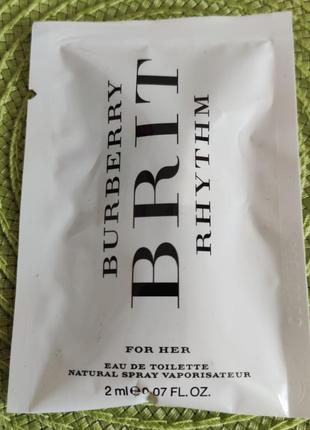 BURBERRY
BRIT
RHYTHM
FOR HER
EAU DE TOILETTE
NATURAL SPRAY VAPORISATEUR
2 ml ℮ 0.07 FL.OZ.